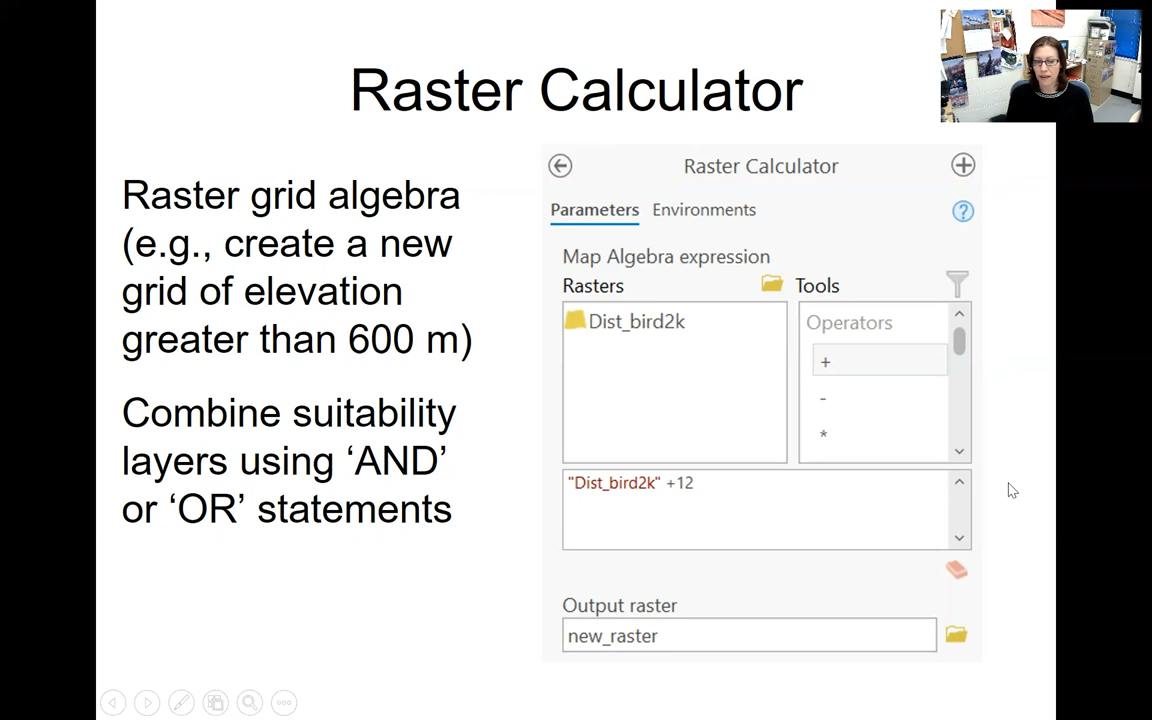 Raster Calculator
Raster grid algebra
(e.g., create a new
grid of elevation
greater than 600 m)
Combine suitability
layers using ‘AND’
or ‘OR’ statements
Raster Calculator
Parameters Environments
Map Algebra expression
Rasters Tools
Dist_bird2k
Operators
+
-
*
"Dist_bird2k" +12
Output raster
new_raster